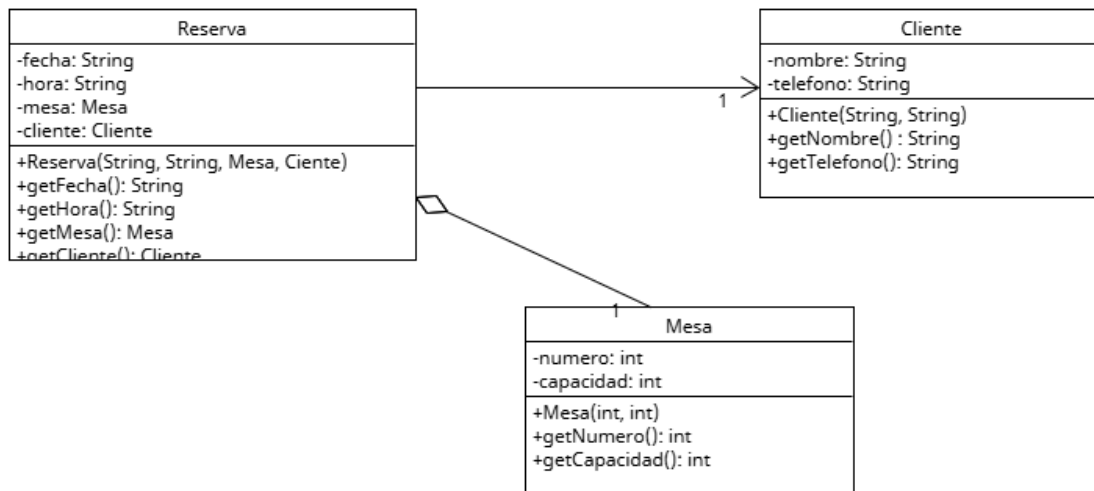 Reserva
-fecha: String
-hora: String
-mesa: Mesa
-cliente: Cliente
+Reserva(String, String, Mesa, Ciente)
+getFecha(): String
+getHora(): String
+getMesa(): Mesa
+getCliente(): Cliente
1
Cliente
-nombre: String
-telefono: String
+Cliente(String, String)
+getNombre() : String
+getTelefono(): String
1
Mesa
-numero: int
-capacidad: int
+Mesa(int, int)
+getNumero(): int
+getCapacidad(): int